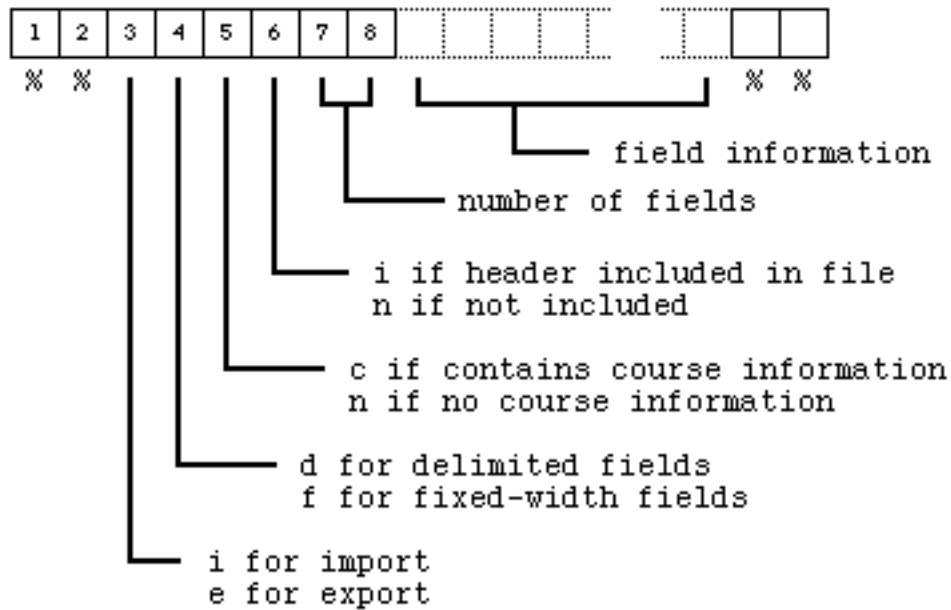 1 2 3 4 5 6 7 8
% % % %
field information
number of fields
i if header included in file
n if not included
c if contains course information
n if no course information
d for delimited fields
f for fixed-width fields
i for import
e for export